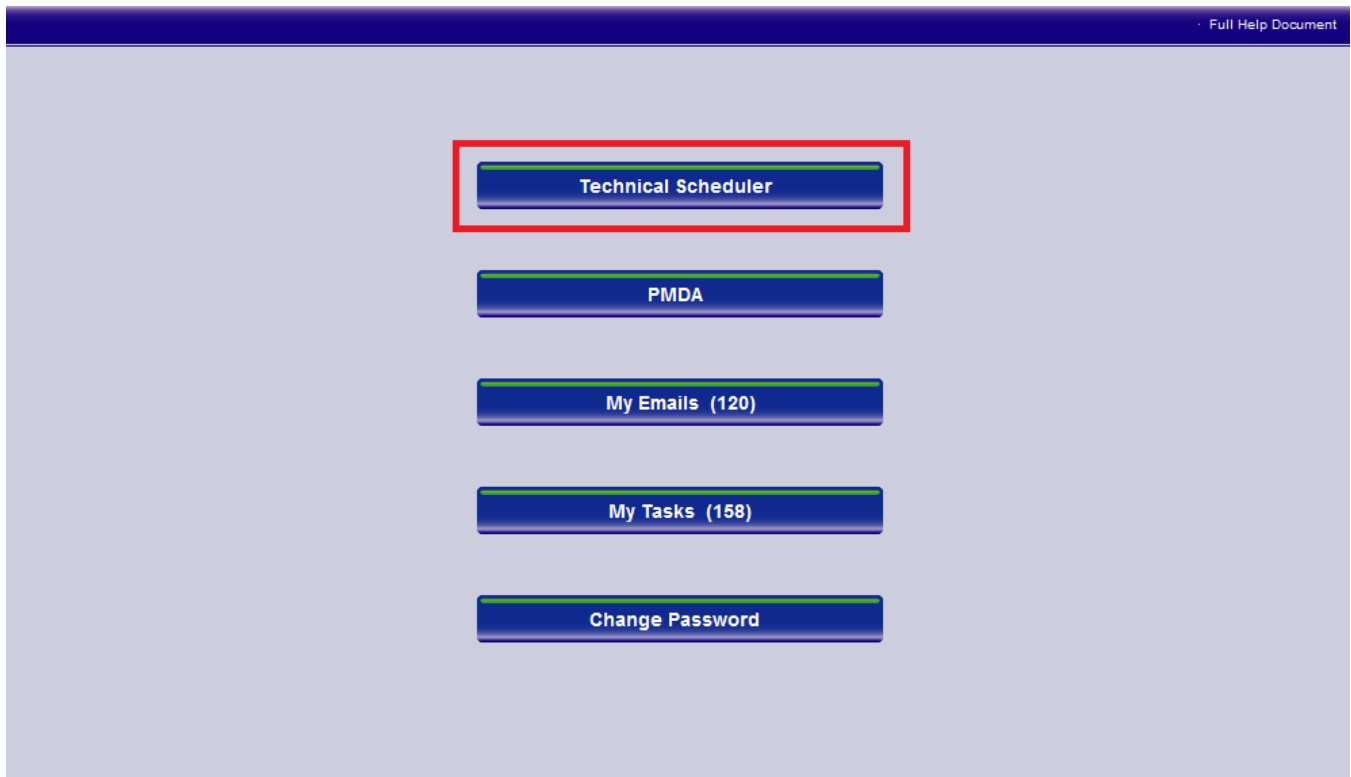 · Full Help Document
Technical Scheduler
PMDA
My Emails (120)
My Tasks (158)
Change Password